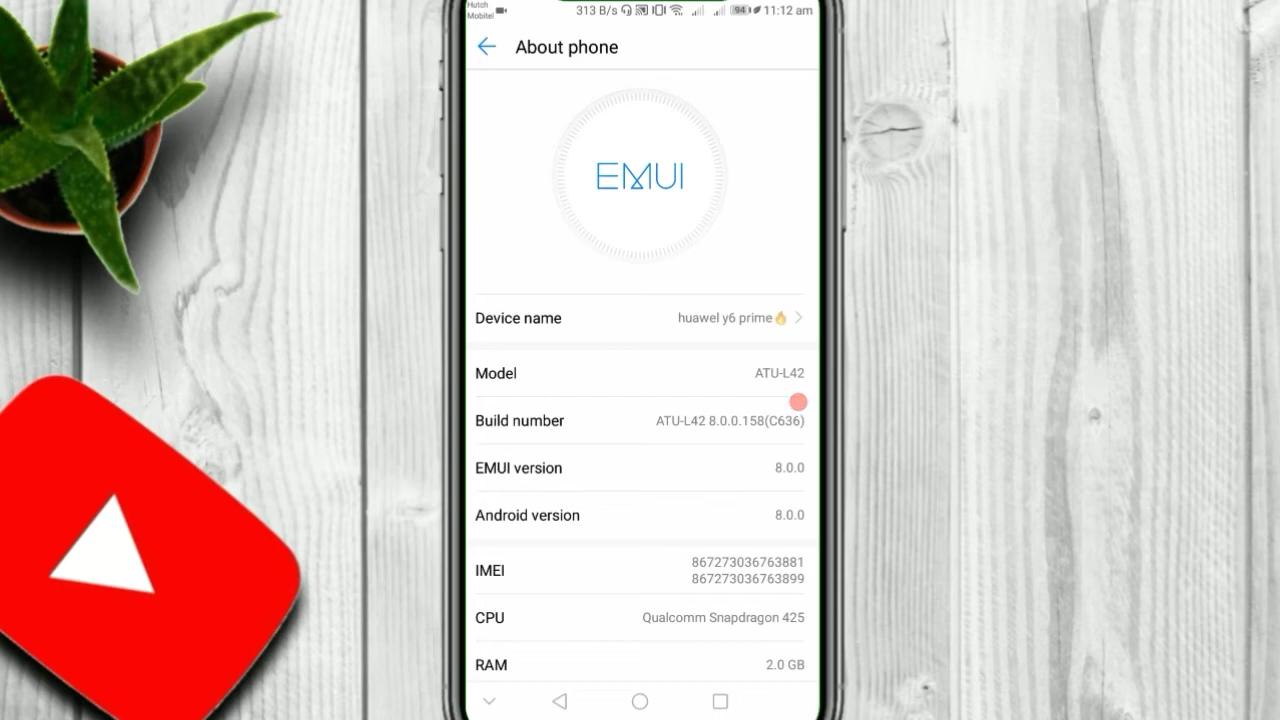 Hutch
Mobitel
313 B/s 94 11:12 am
About phone
EMUI
Device name huawel y6 prime🔥
Model ATU-L42
Build number ATU-L42 8.0.0.158(C636)
EMUI version 8.0.0
Android version 8.0.0
IMEI 867273036763881
867273036763899
CPU Qualcomm Snapdragon 425
RAM 2.0 GB